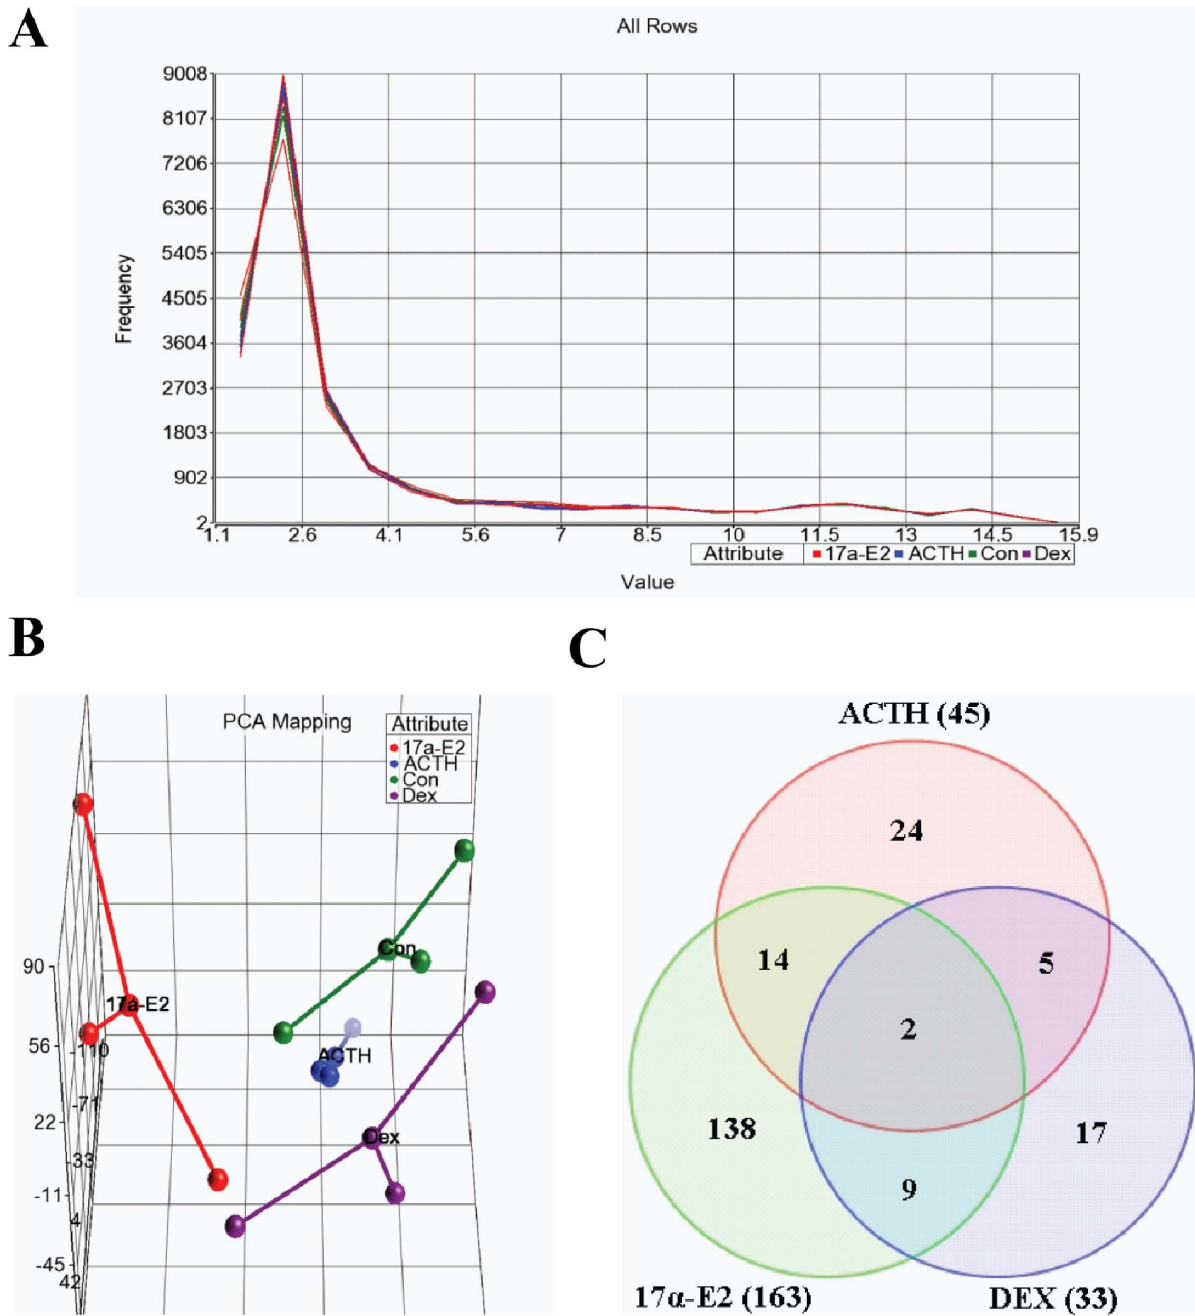 A
All Rows
9008
8107
7206
6306
5405
4505
3604
2703
1803
902
2
Frequency
1.1 2.6 4.1 5.6 7 8.5 10 11.5 13 14.5 15.9
Attribute 17a-E2 ACTH Con Dex
Value
B
PCA Mapping
Attribute
17a-E2
ACTH
Con
Dex
Con
17a-E2
ACTH
Dex
90
56
22
-11
-45
-110
-71
-33
4
42
C
ACTH (45)
24
14
5
2
138
17
9
17α-E2 (163)
DEX (33)